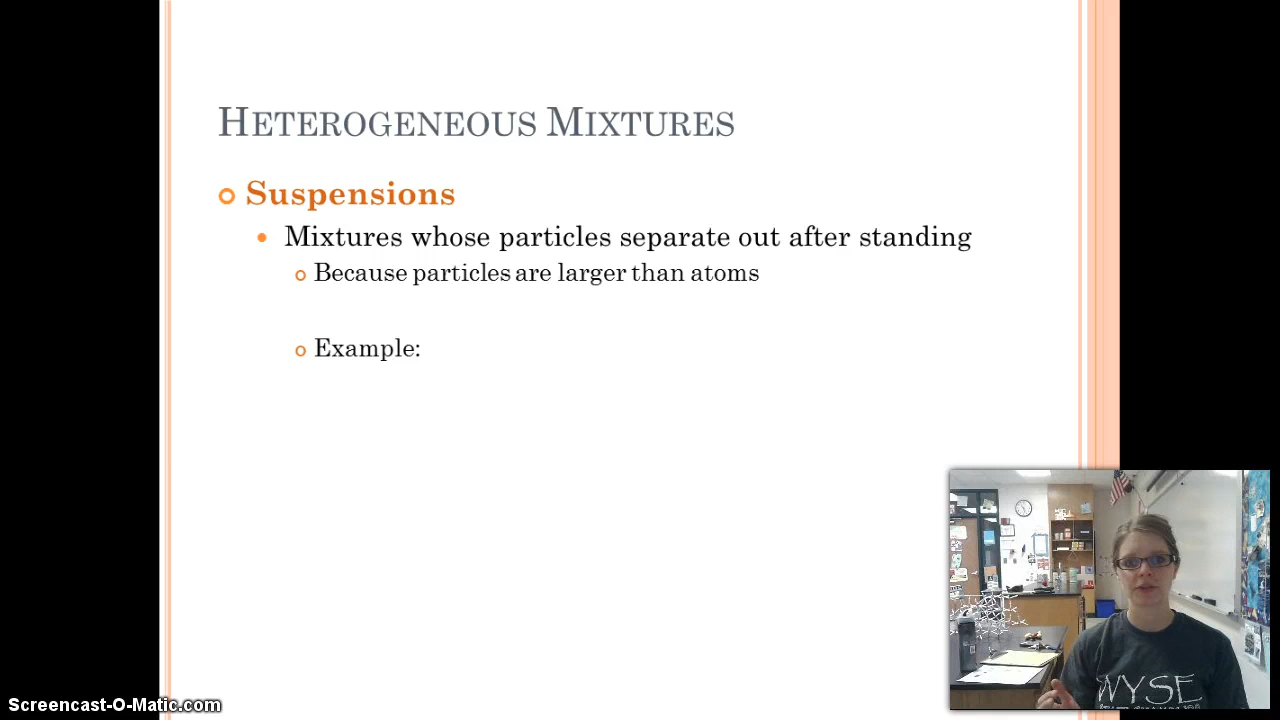 HETEROGENEOUS MIXTURES
Suspensions
Mixtures whose particles separate out after standing
Because particles are larger than atoms
Example:
WYSE
Screencast-O-Matic.com